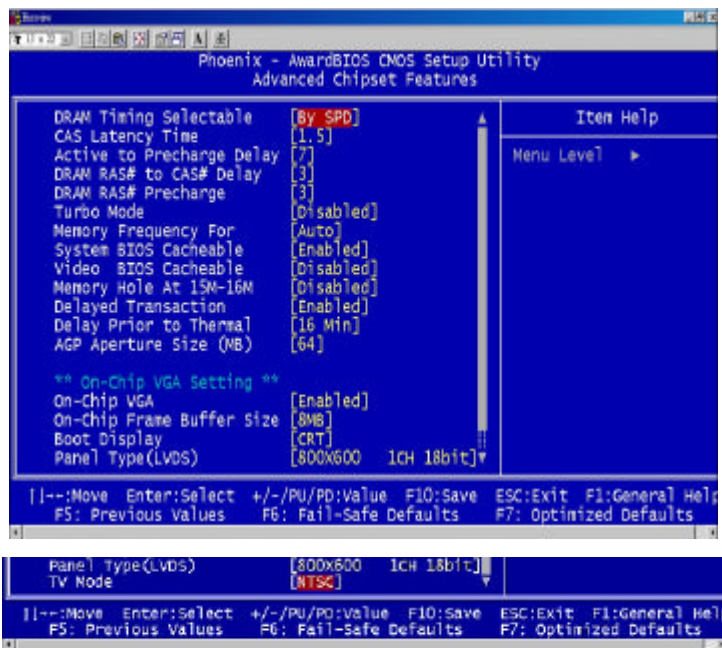 Phoenix - AwardBIOS CMOS Setup Utility
Advanced Chipset Features
DRAM Timing Selectable [By SPD]
CAS Latency Time [1.5]
Active to Precharge Delay [7]
DRAM RAS# to CAS# Delay [3]
DRAM RAS# Precharge [3]
Turbo Mode [Disabled]
Memory Frequency For [Auto]
System BIOS Cacheable [Enabled]
Video BIOS Cacheable [Disabled]
Memory Hole At 15M-16M [Disabled]
Delayed Transaction [Enabled]
Delay Prior to Thermal [16 Min]
AGP Aperture Size (MB) [64]
** On-Chip VGA Setting **
On-Chip VGA [Enabled]
On-Chip Frame Buffer Size [8MB]
Boot Display [CRT]
Panel Type(LVDS) [800x600 1CH 18bit]
Item Help
Menu Level ►
||--:Move Enter:Select +/-/PU/PD:Value F10:Save ESC:Exit F1:General Help
F5: Previous Values F6: Fail-Safe Defaults F7: Optimized Defaults
Panel Type(LVDS) [800x600 1CH 18bit]
TV Mode [NTSC]
||--:Move Enter:Select +/-/PU/PD:Value F10:Save ESC:Exit F1:General Hel
F5: Previous Values F6: Fail-Safe Defaults F7: Optimized Defaults